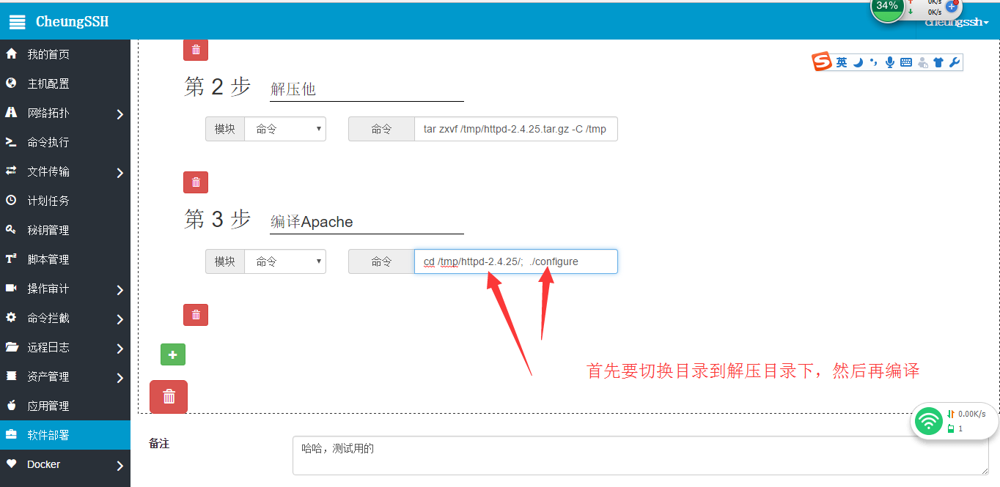 34%
0K/s
0K/s
CheungSSH
cheungssh
我的首页
主机配置
网络拓扑
命令执行
文件传输
计划任务
秘钥管理
脚本管理
操作审计
命令拦截
远程日志
资产管理
应用管理
软件部署
Docker
英
第 2 步 解压他
模块 命令 命令 tar zxvf /tmp/httpd-2.4.25.tar.gz -C /tmp
第 3 步 编译Apache
模块 命令 命令 cd /tmp/httpd-2.4.25/; ./configure
首先要切换目录到解压目录下，然后再编译
0.00K/s
1
备注 哈哈，测试用的